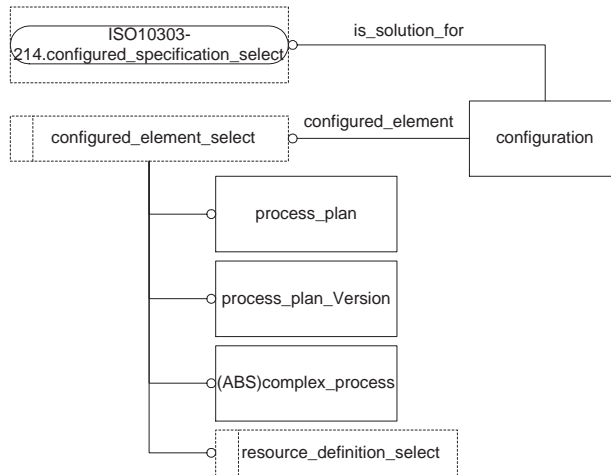 ISO10303-
214.configured_specification_select
is_solution_for
configured_element_select
configured_element
configuration
process_plan
process_plan_Version
(ABS)complex_process
resource_definition_select